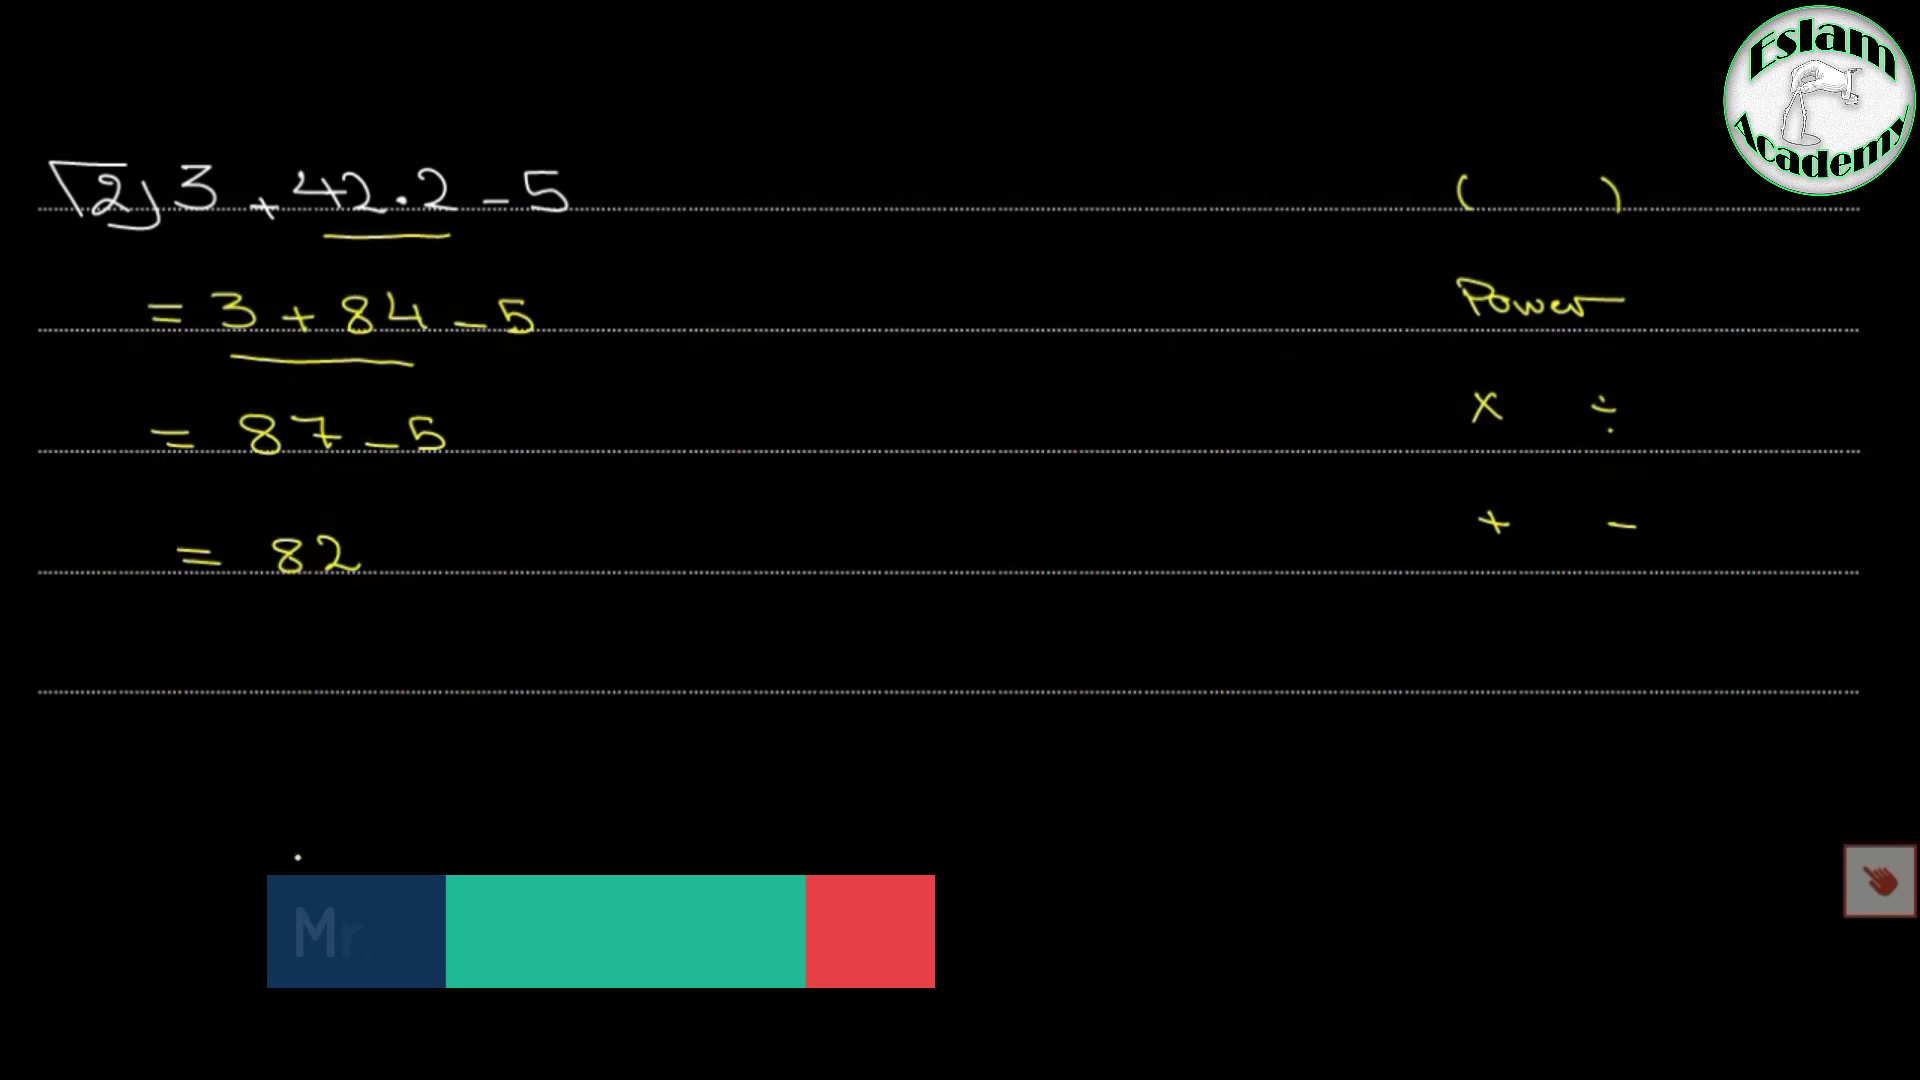 Eslam
Academy
2) 3 + 42 · 2 - 5
= 3 + 84 - 5
= 87 - 5
= 82
( )
Power
× ÷
+ -
Mr.